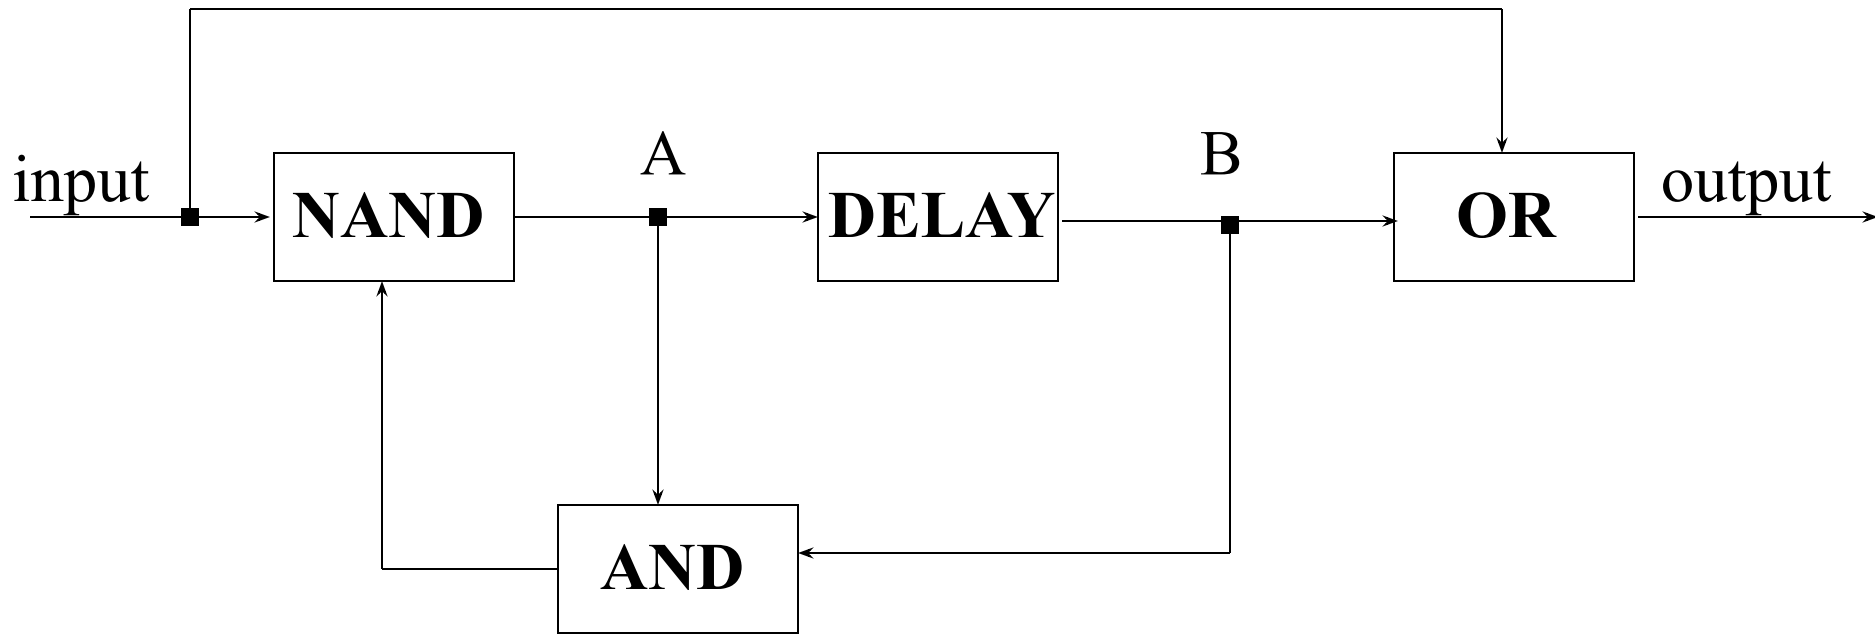 input
NAND
A
DELAY
B
OR
output
AND